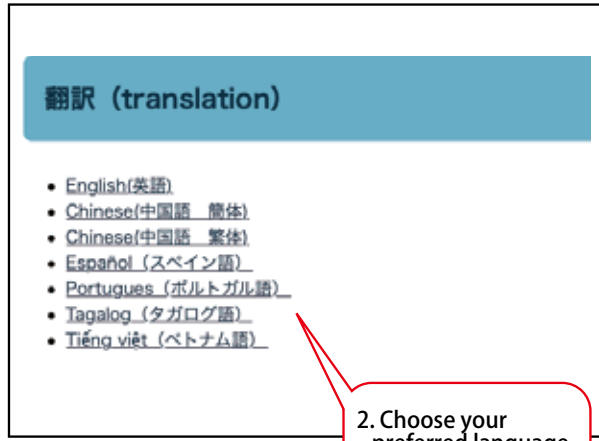 翻訳（translation）
English(英語)
Chinese(中国語　簡体)
Chinese(中国語　繁体)
Español（スペイン語）
Portugues（ポルトガル語）
Tagalog（タガログ語）
Tiếng việt（ベトナム語）
2. Choose your
preferred language